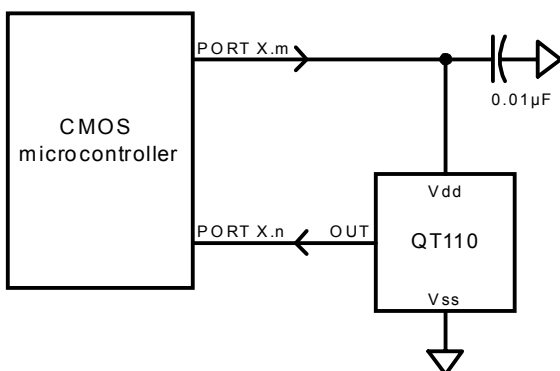 PORT X.m
0.01µF
CMOS
microcontroller
Vdd
PORT X.n
OUT
QT110
Vss